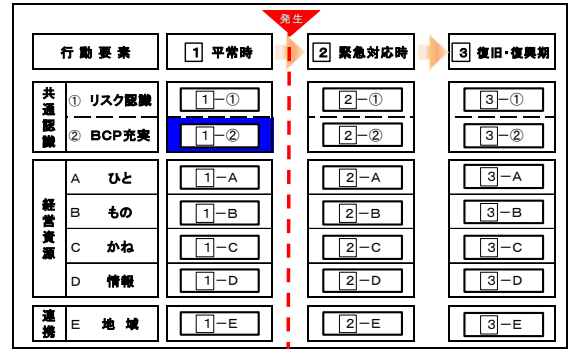 発生
行動要素 1 平常時 2 緊急対応時 3 復旧・復興期
共通認識
① リスク認識 1－① 2－① 3－①
② BCP充実 1－② 2－② 3－②
経営資源
A ひと 1－A 2－A 3－A
B もの 1－B 2－B 3－B
C かね 1－C 2－C 3－C
D 情報 1－D 2－D 3－D
連携
E 地域 1－E 2－E 3－E